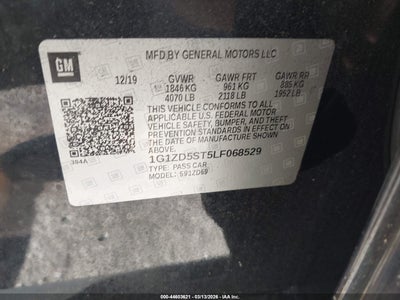 GM
MFD BY GENERAL MOTORS LLC
12/19 GVWR GAWR FRT GAWR RR
1846 KG 961 KG 885 KG
4070 LB 2118 LB 1952 LB
THIS VEHICLE CONFORMS TO ALL
APPLICABLE U.S. FEDERAL MOTOR
VEHICLE SAFETY, BUMPER, AND THEFT
PREVENTION STANDARDS IN EFFECT
ON THE DATE OF MANUFACTURE
SHOWN ABOVE.
394A
1G1ZD5ST5LF068529
TYPE: PASS CAR
MODEL: S91ZD69
©44603621 - 03/13/2026 - IAA, Inc.